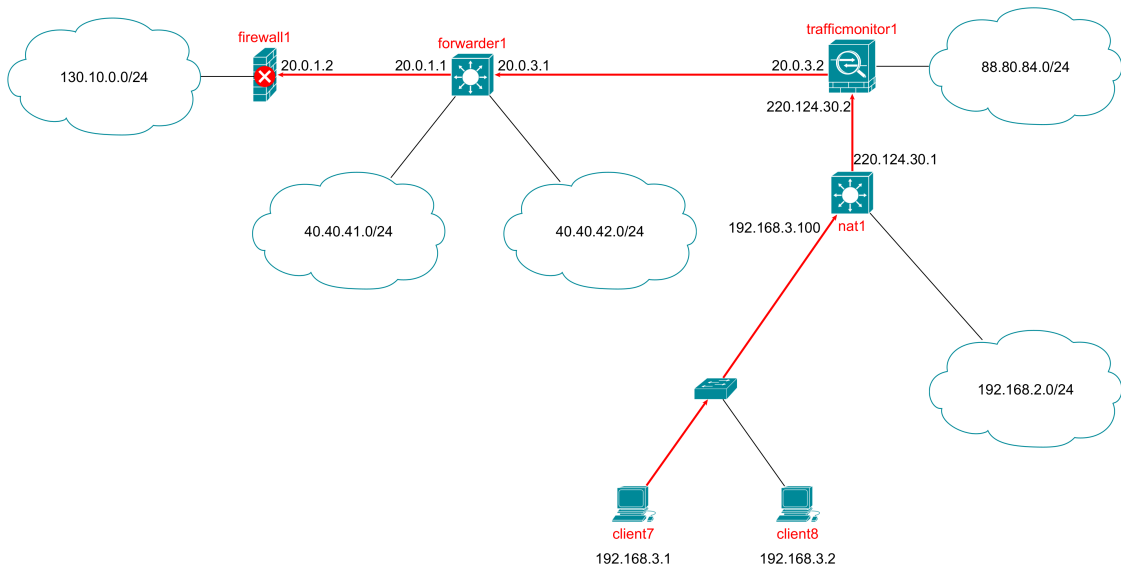 trafficmonitor1
firewall1
forwarder1
20.0.1.2
20.0.1.1
20.0.3.1
20.0.3.2
88.80.84.0/24
130.10.0.0/24
220.124.30.2
220.124.30.1
40.40.41.0/24
40.40.42.0/24
192.168.3.100
nat1
192.168.2.0/24
client7
client8
192.168.3.1
192.168.3.2